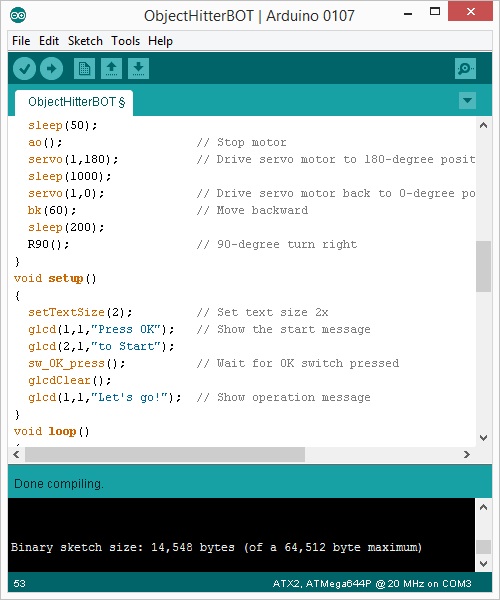 ObjectHitterBOT | Arduino 0107
File Edit Sketch Tools Help
ObjectHitterBOT §
sleep(50);
ao(); // Stop motor
servo(1,180); // Drive servo motor to 180-degree posit
sleep(1000);
servo(1,0); // Drive servo motor back to 0-degree po
bk(60); // Move backward
sleep(200);
R90(); // 90-degree turn right
}
void setup()
{
setTextSize(2); // Set text size 2x
glcd(1,1,"Press OK"); // Show the start message
glcd(2,1,"to Start");
sw_OK_press(); // Wait for OK switch pressed
glcdClear();
glcd(1,1,"Let's go!"); // Show operation message
}
void loop()
Done compiling.
Binary sketch size: 14,548 bytes (of a 64,512 byte maximum)
53 ATX2, ATMega644P @ 20 MHz on COM3